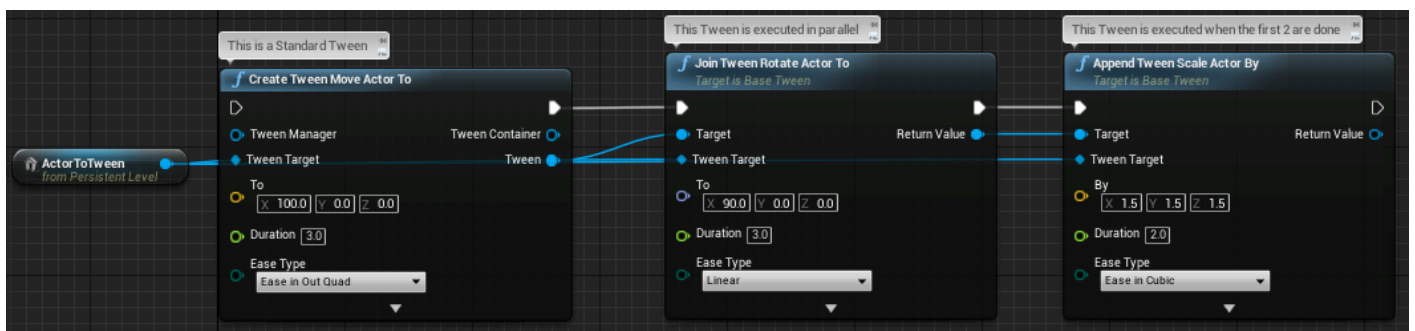 This is a Standard Tween
This Tween is executed in parallel
This Tween is executed when the first 2 are done
ActorToTween
from Persistent Level
f Create Tween Move Actor To
Tween Manager Tween Container
Tween Target Tween
To
X 100.0 Y 0.0 Z 0.0
Duration 3.0
Ease Type
Ease in Out Quad
f Join Tween Rotate Actor To
Target is Base Tween
Target Return Value
Tween Target
To
X 90.0 Y 0.0 Z 0.0
Duration 3.0
Ease Type
Linear
f Append Tween Scale Actor By
Target is Base Tween
Target Return Value
Tween Target
By
X 1.5 Y 1.5 Z 1.5
Duration 2.0
Ease Type
Ease in Cubic